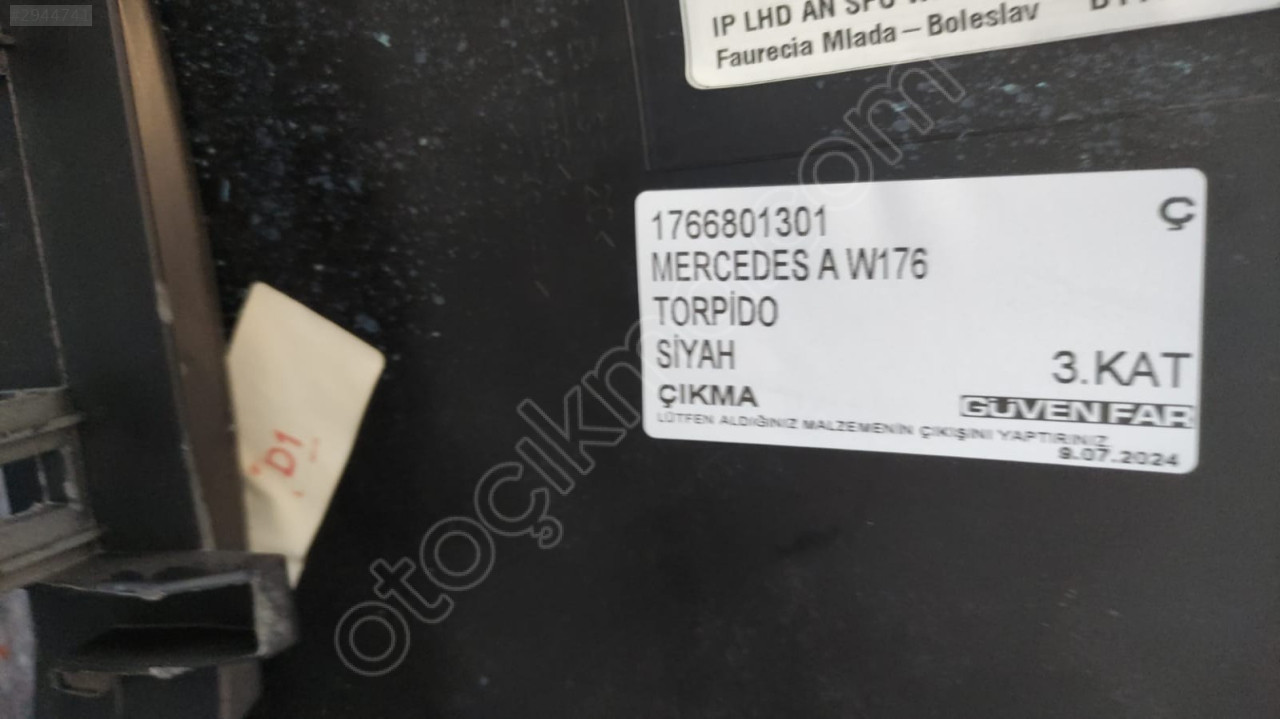 #2944741
IP LHD AN
Faurecia Mlada – Boleslav
1766801301
Ç
MERCEDES A W176
TORPİDO
SİYAH
3.KAT
ÇIKMA
GÜVEN FAR
LÜTFEN ALDIĞINIZ MALZEMENİN ÇIKIŞINI YAPTIRINIZ
9.07.2024
D1
otoçıkma.com